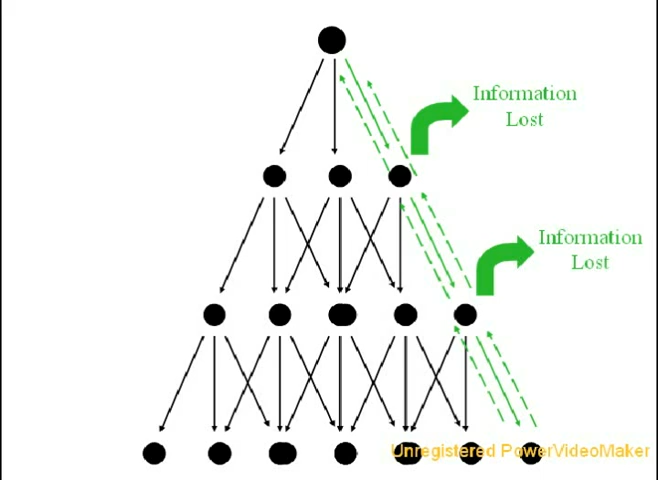 Information
Lost
Information
Lost
Unregistered PowerVideoMaker